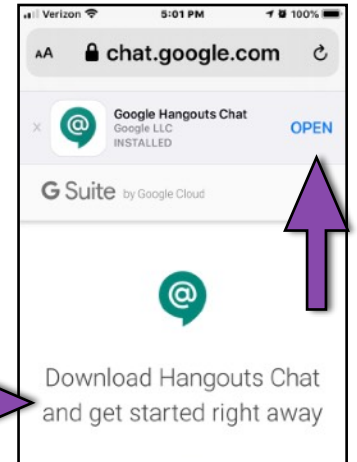 Verizon 5:01 PM 100%
AA chat.google.com
Google Hangouts Chat
Google LLC
INSTALLED
OPEN
G Suite by Google Cloud
@
Download Hangouts Chat
and get started right away